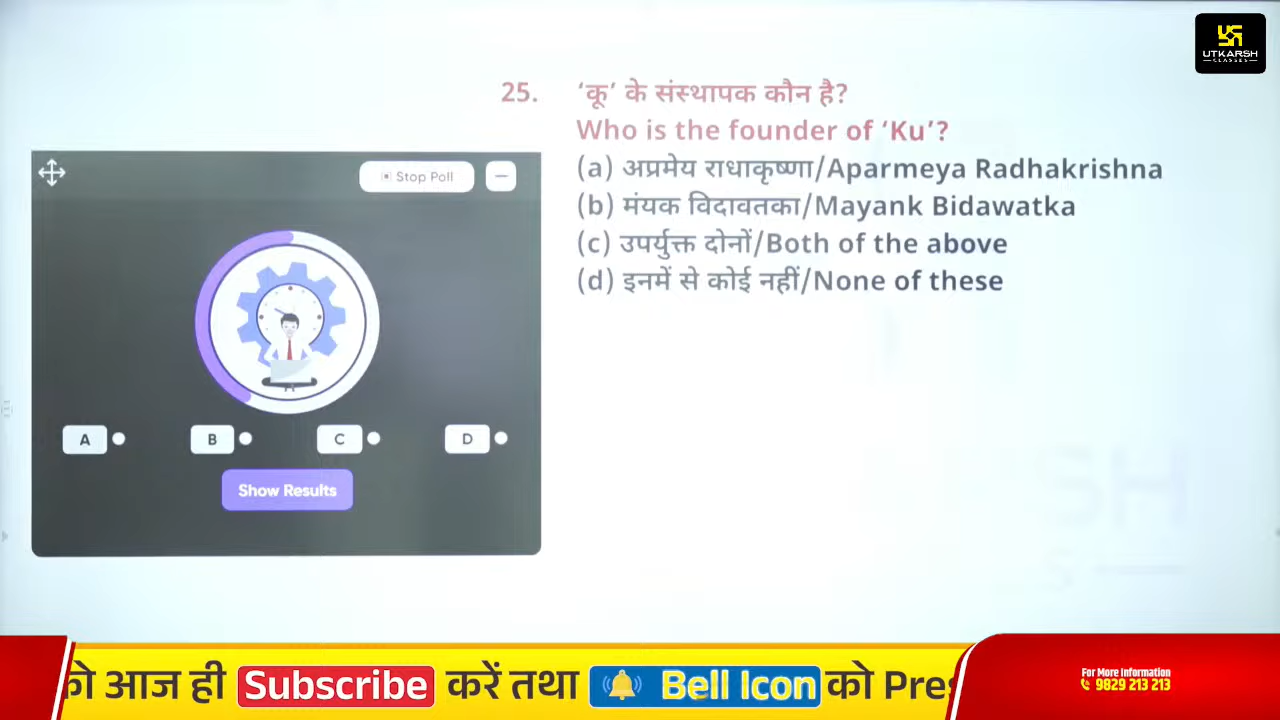 UTKARSH
CLASSES
25. ‘कू’ के संस्थापक कौन है?
Who is the founder of ‘Ku’?
(a) अप्रमेय राधाकृष्णा/Aparmeya Radhakrishna
(b) मंयक विदावतका/Mayank Bidawatka
(c) उपर्युक्त दोनों/Both of the above
(d) इनमें से कोई नहीं/None of these
Stop Poll
A B C D
Show Results
को आज ही Subscribe करें तथा Bell Icon को Pres
For More Information
9829 213 213